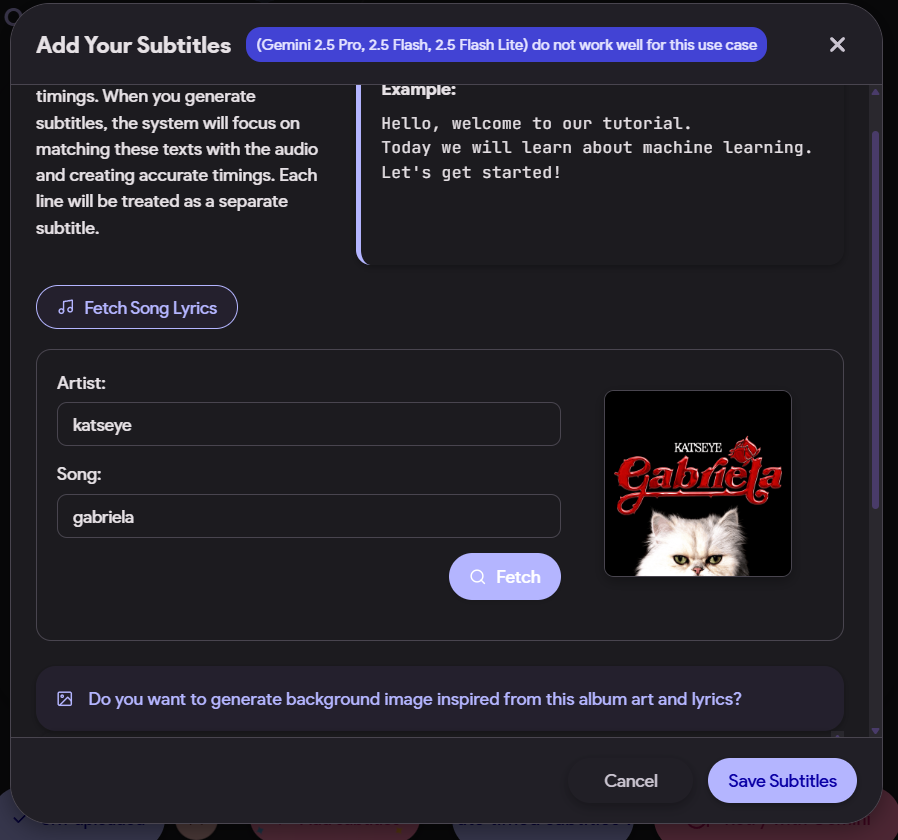 Add Your Subtitles
(Gemini 2.5 Pro, 2.5 Flash, 2.5 Flash Lite) do not work well for this use case
timings. When you generate
subtitles, the system will focus on
matching these texts with the audio
and creating accurate timings. Each
line will be treated as a separate
subtitle.
Example:
Hello, welcome to our tutorial.
Today we will learn about machine learning.
Let's get started!
Fetch Song Lyrics
Artist:
katseye
Song:
gabriela
Fetch
KATSEYE
Gabriela
Do you want to generate background image inspired from this album art and lyrics?
Cancel
Save Subtitles